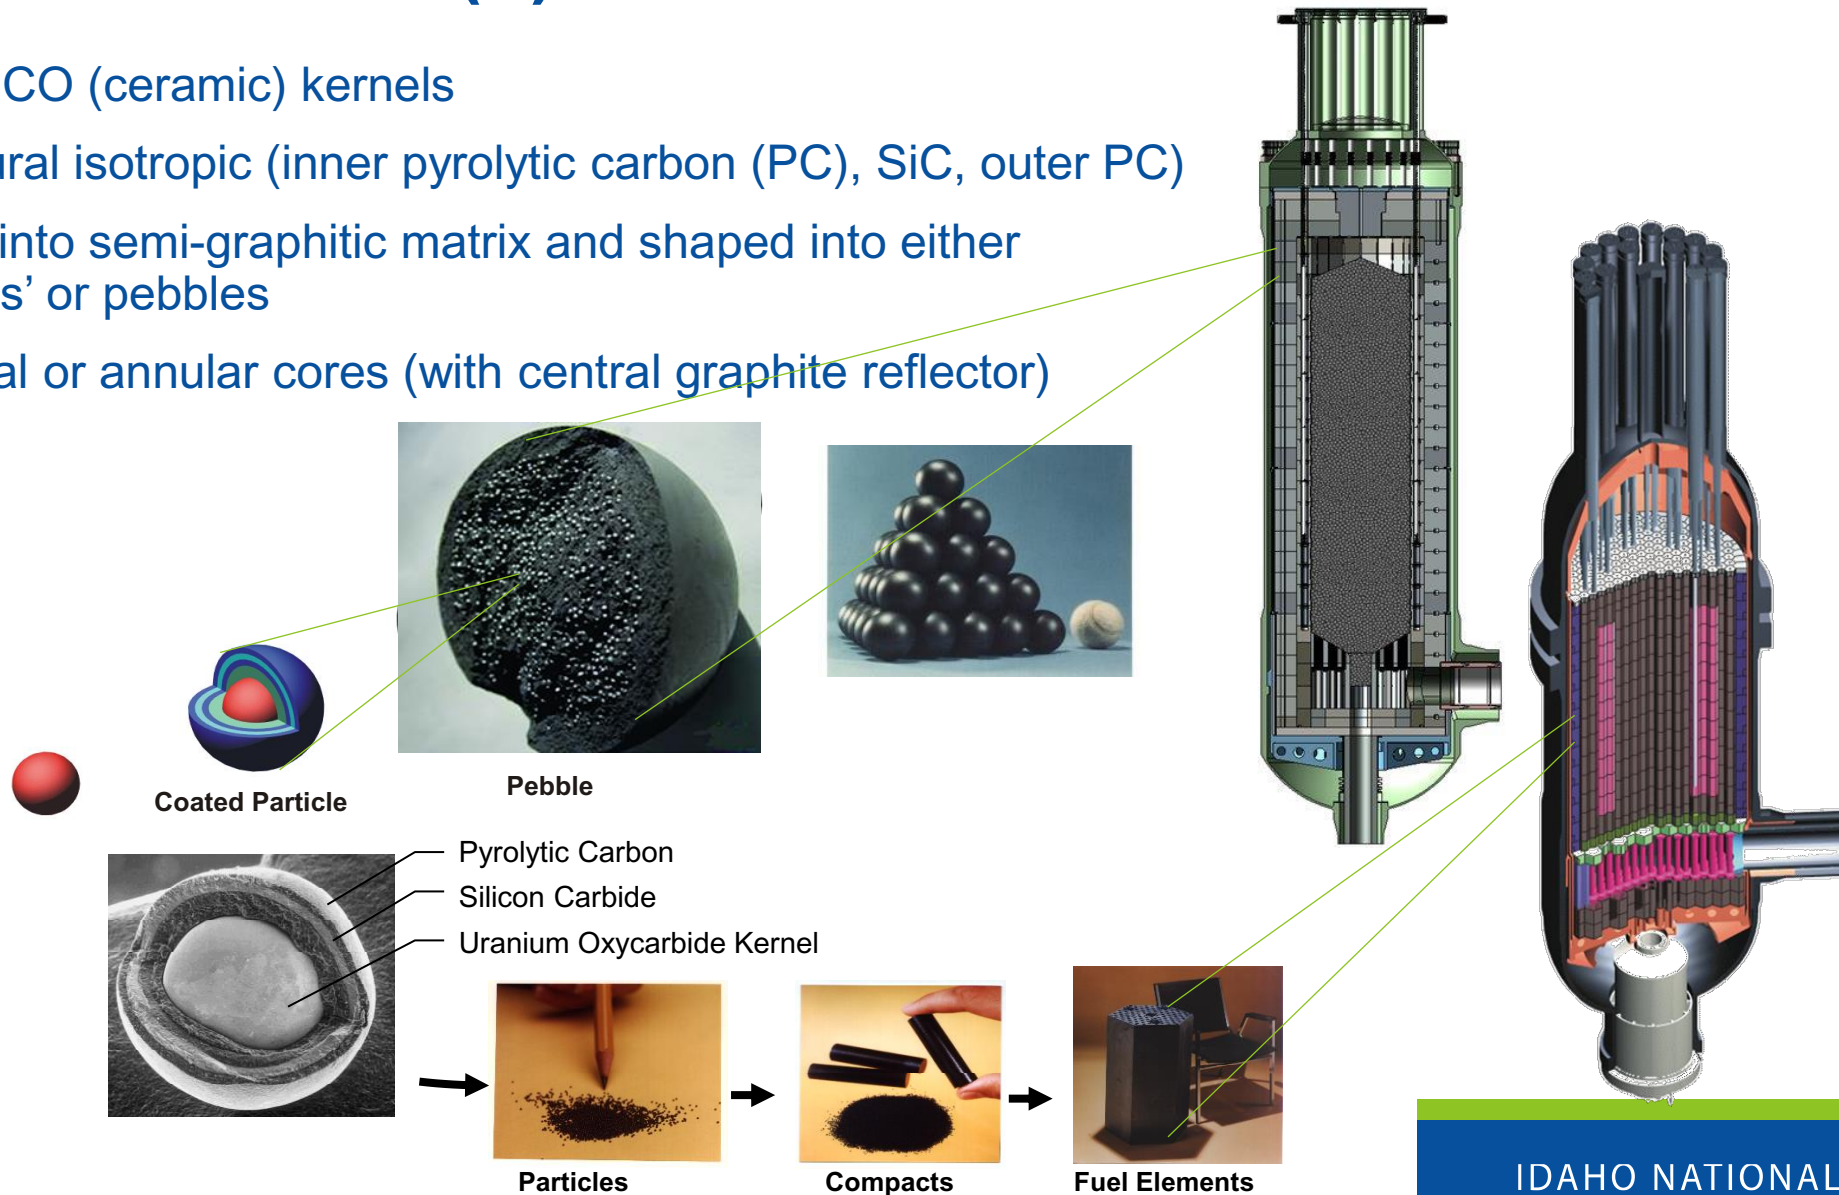 CO (ceramic) kernels
ural isotropic (inner pyrolytic carbon (PC), SiC, outer PC)
into semi-graphitic matrix and shaped into either
s’ or pebbles
al or annular cores (with central graphite reflector)
Pebble
Coated Particle
Pyrolytic Carbon
Silicon Carbide
Uranium Oxycarbide Kernel
Particles
Compacts
Fuel Elements
IDAHO NATIONAL